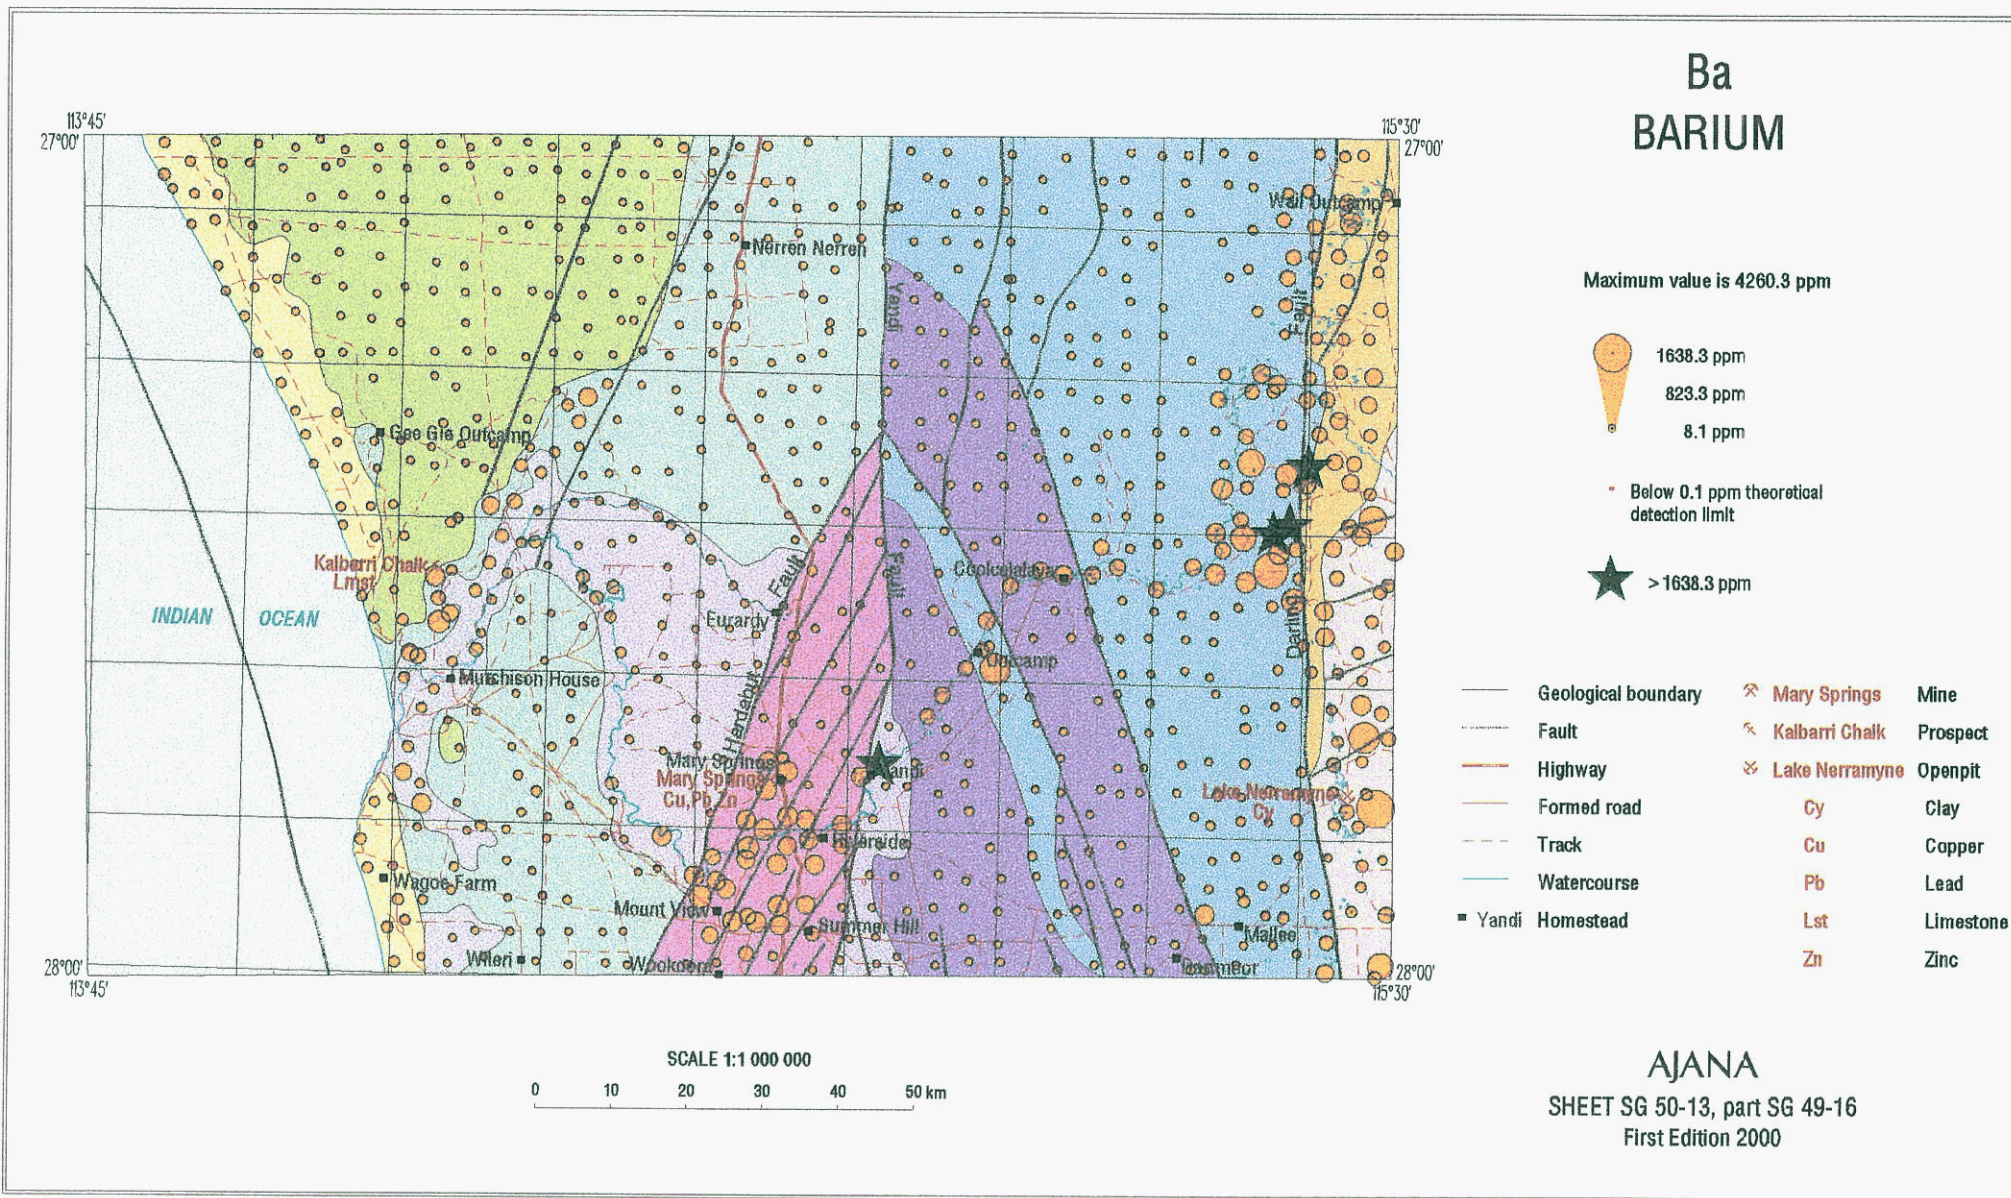 Ba
BARIUM
113°45'
27°00'
115°30'
27°00'
Wall Outcamp
Nerren Nerren
Yandi
Fault
Gee Gie Outcamp
Kalbarri Chalk
Lmst
INDIAN OCEAN
Eurardy
Fault
Fault
Coolcalalaya
Outcamp
Darling
Murchison House
Hardabut
Mary Springs
Mary Springs
Cu,Pb,Zn
Yandi
Riverside
Lake Nerramyne
Cy
Wagoe Farm
Mount View
Summer Hill
Mallee
Wileri
28°00'
113°45'
28°00'
115°30'
Maximum value is 4260.3 ppm
1638.3 ppm
823.3 ppm
8.1 ppm
Below 0.1 ppm theoretical
detection limit
> 1638.3 ppm
Geological boundary
Fault
Highway
Formed road
Track
Watercourse
Yandi Homestead
Mary Springs Mine
Kalbarri Chalk Prospect
Lake Nerramyne Openpit
Cy Clay
Cu Copper
Pb Lead
Lst Limestone
Zn Zinc
SCALE 1:1 000 000
0 10 20 30 40 50 km
AJANA
SHEET SG 50-13, part SG 49-16
First Edition 2000